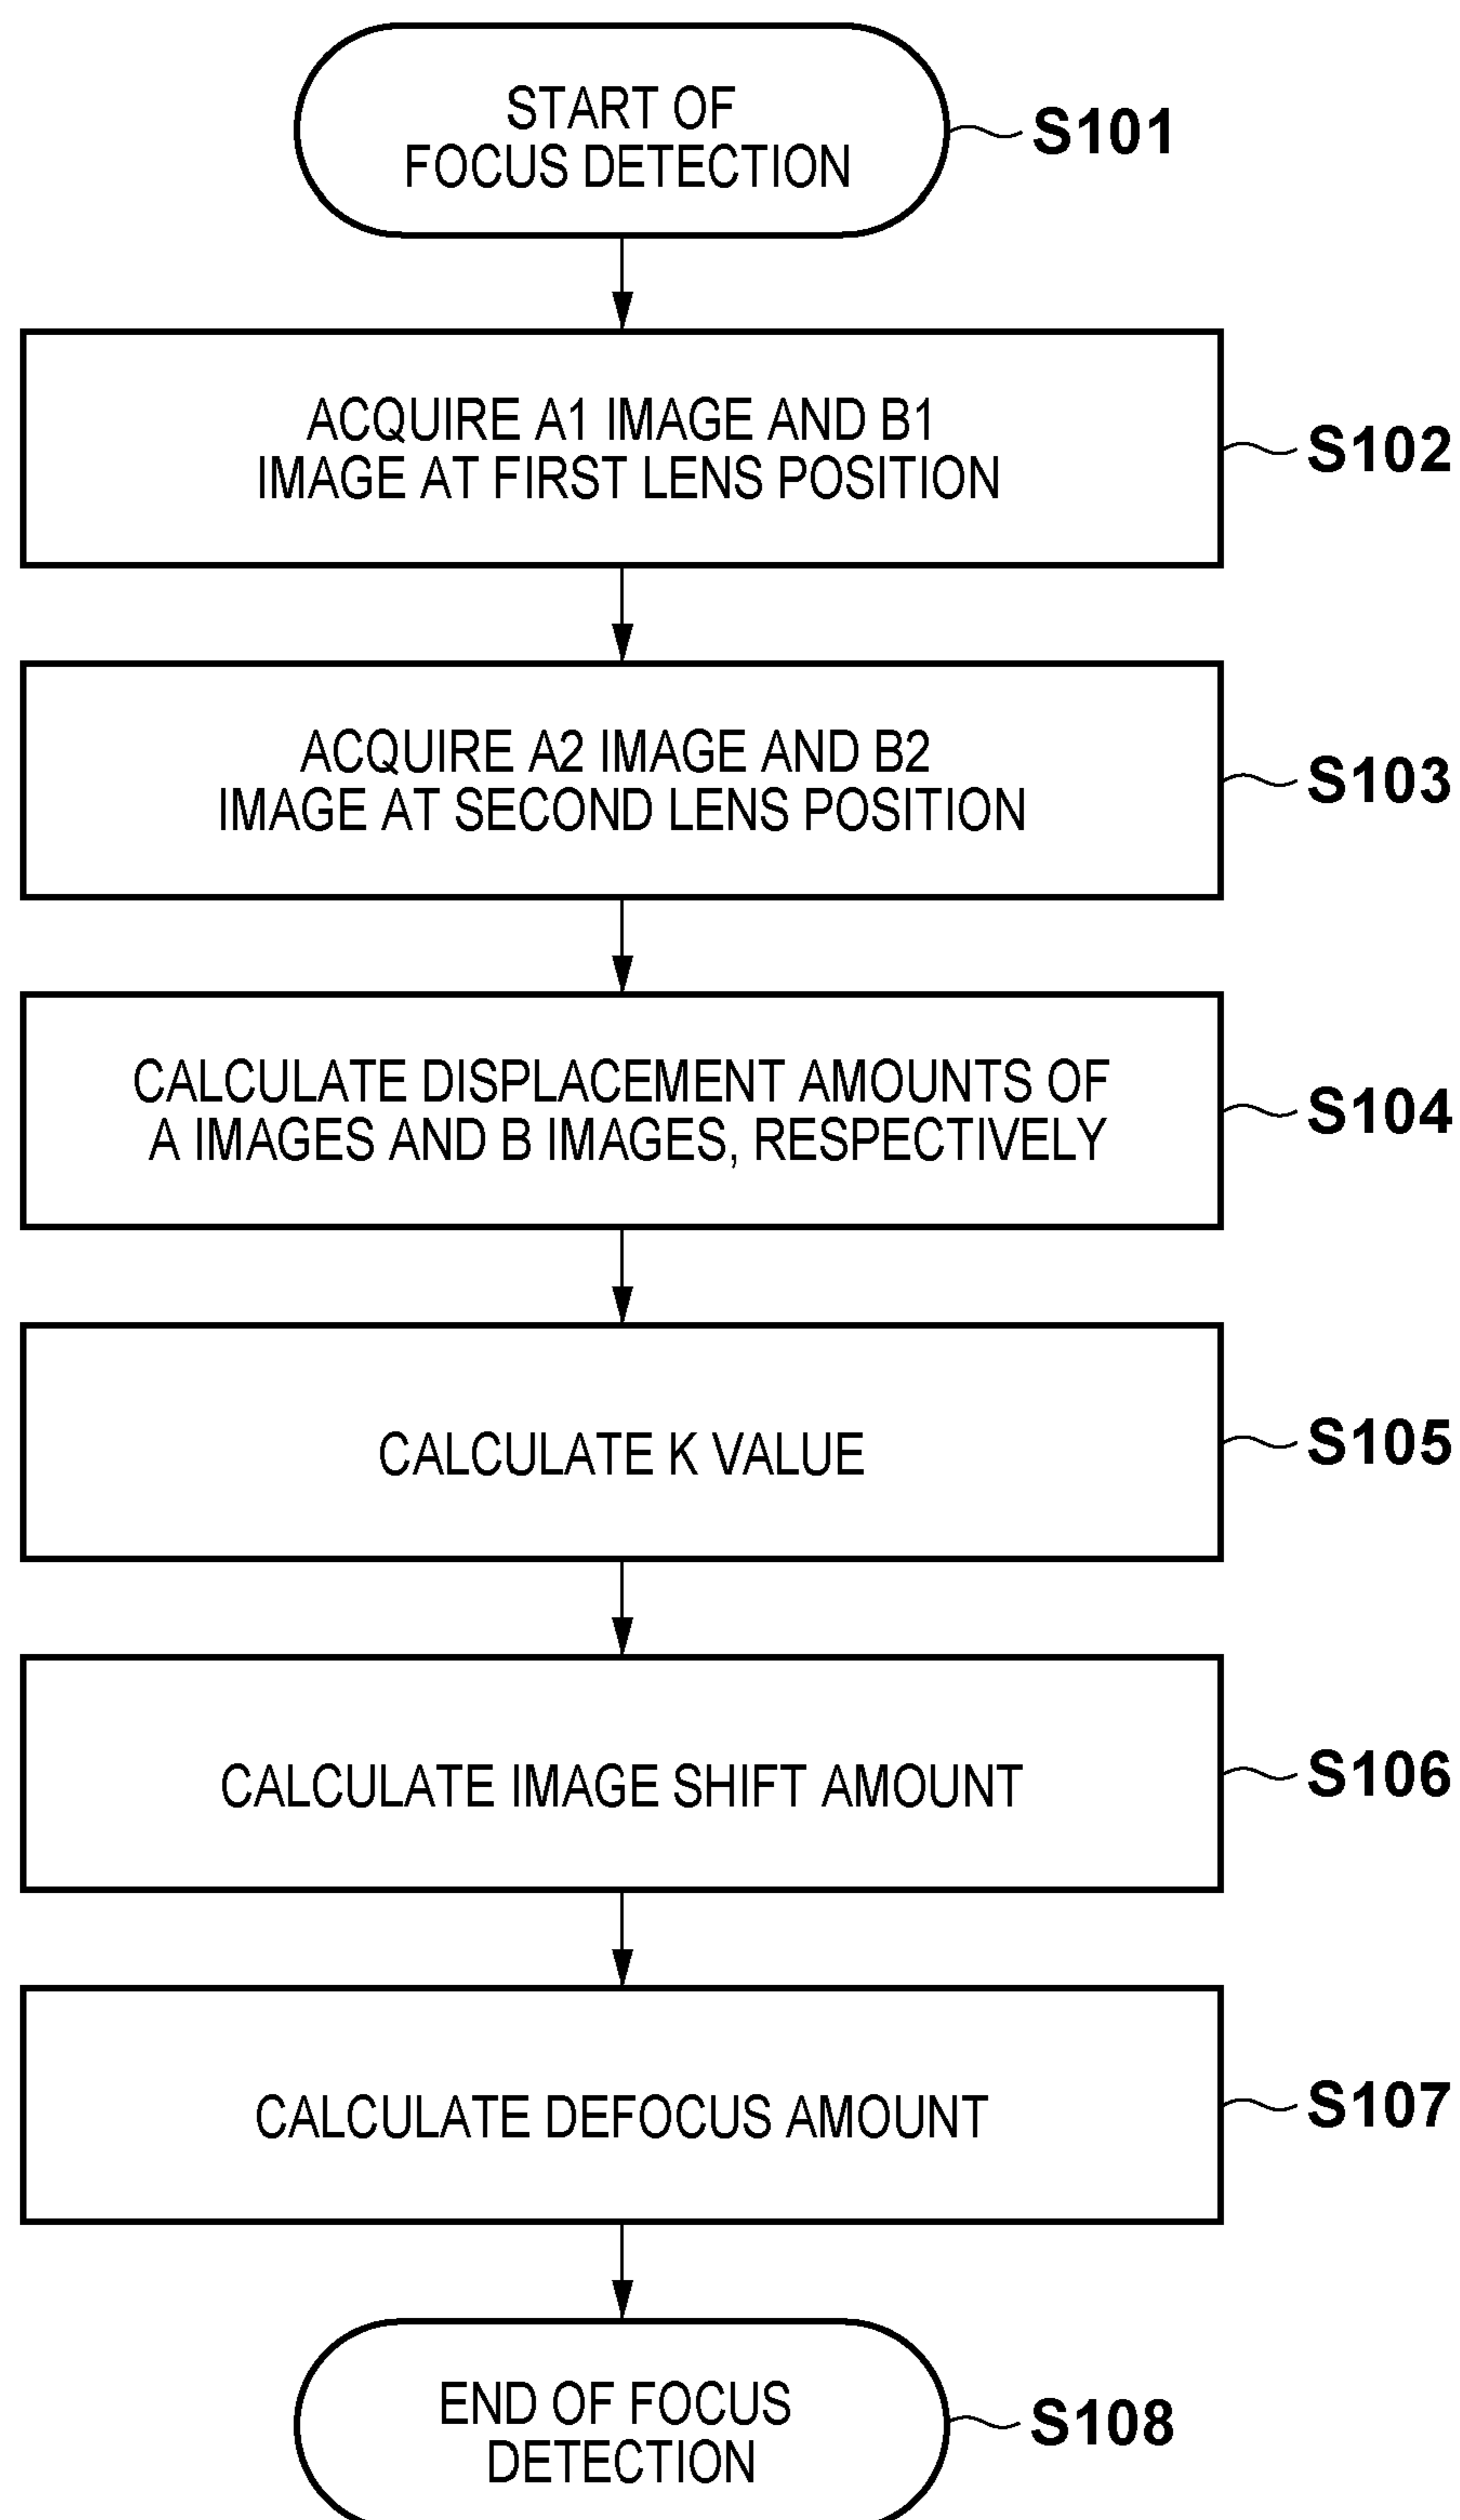 START OF
FOCUS DETECTION
S101
ACQUIRE A1 IMAGE AND B1
IMAGE AT FIRST LENS POSITION
S102
ACQUIRE A2 IMAGE AND B2
IMAGE AT SECOND LENS POSITION
S103
CALCULATE DISPLACEMENT AMOUNTS OF
A IMAGES AND B IMAGES, RESPECTIVELY
S104
CALCULATE K VALUE
S105
CALCULATE IMAGE SHIFT AMOUNT
S106
CALCULATE DEFOCUS AMOUNT
S107
END OF FOCUS
DETECTION
S108